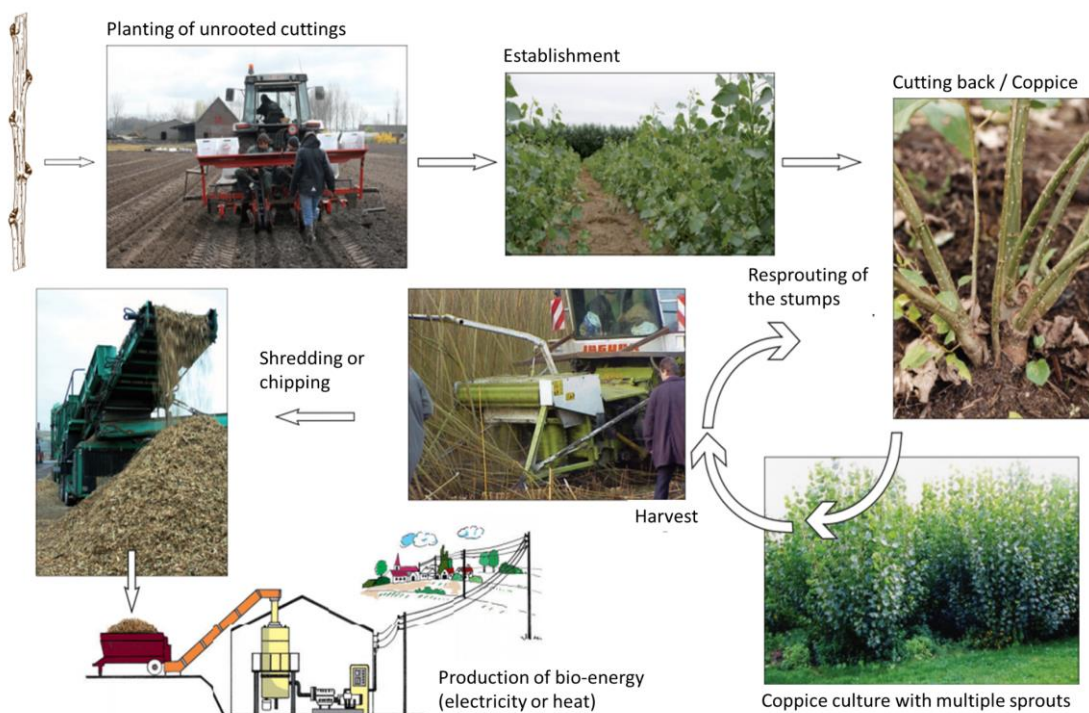 Planting of unrooted cuttings
Establishment
Cutting back / Coppice
Resprouting of
the stumps
Shredding or
chipping
JAGUAR
Harvest
Production of bio-energy
(electricity or heat)
Coppice culture with multiple sprouts